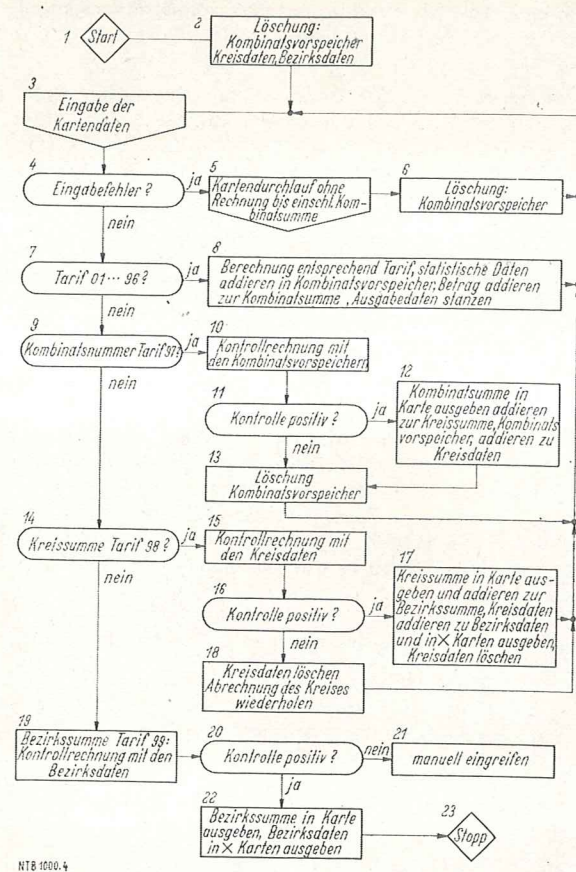 1
Start
2
Löschung:
Kombinatsvorspeicher
Kreisdaten, Bezirksdaten
3
Eingabe der
Kartendaten
4
Eingabefehler ?
ja
nein
5
Kartendurchlauf ohne
Rechnung bis einschl. Kom-
binatsumme
6
Löschung:
Kombinatsvorspeicher
7
Tarif 01 ··· 96 ?
ja
nein
8
Berechnung entsprechend Tarif, statistische Daten
addieren in Kombinatsvorspeicher, Betrag addieren
zur Kombinatsumme , Ausgabedaten stanzen
9
Kombinatsnummer Tarif 97?
ja
nein
10
Kontrollrechnung mit
den Kombinatsvorspeichern
11
Kontrolle positiv ?
ja
nein
12
Kombinatsumme in
Karte ausgeben addieren
zur Kreissumme, Kombinats
vorspeicher, addieren zu
Kreisdaten
13
Löschung
Kombinatsvorspeicher
14
Kreissumme Tarif 98 ?
ja
nein
15
Kontrollrechnung mit
den Kreisdaten
16
Kontrolle positiv ?
ja
nein
17
Kreissumme in Karte aus-
geben und addieren zur
Bezirkssumme, Kreisdaten
addieren zu Bezirksdaten
und in X Karten ausgeben,
Kreisdaten löschen
18
Kreisdaten löschen
Abrechnung des Kreises
wiederholen
19
Bezirkssumme Tarif 99:
Kontrollrechnung mit den
Bezirksdaten
20
Kontrolle positiv ?
nein
ja
21
manuell eingreifen
22
Bezirkssumme in Karte
ausgeben, Bezirksdaten
in X Karten ausgeben
23
Stopp
NTB 1000.4